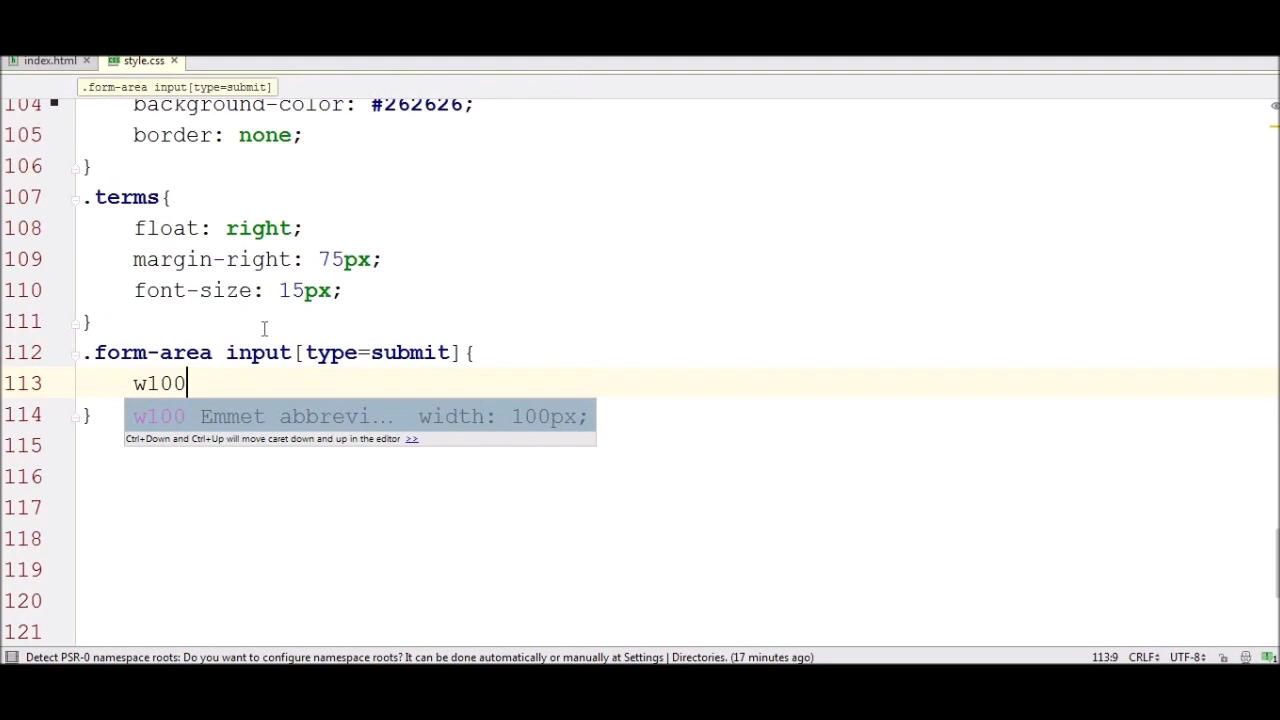 index.html
style.css
.form-area input[type=submit]
104 background-color: #262626;
105 border: none;
106 }
107 .terms{
108 float: right;
109 margin-right: 75px;
110 font-size: 15px;
111 }
112 .form-area input[type=submit]{
113 w100
w100 Emmet abbrevi... width: 100px;
Ctrl+Down and Ctrl+Up will move caret down and up in the editor >>
114 }
115
116
117
118
119
120
121
Detect PSR-0 namespace roots: Do you want to configure namespace roots? It can be done automatically or manually at Settings | Directories. (17 minutes ago) 113:9 CRLF UTF-8 1